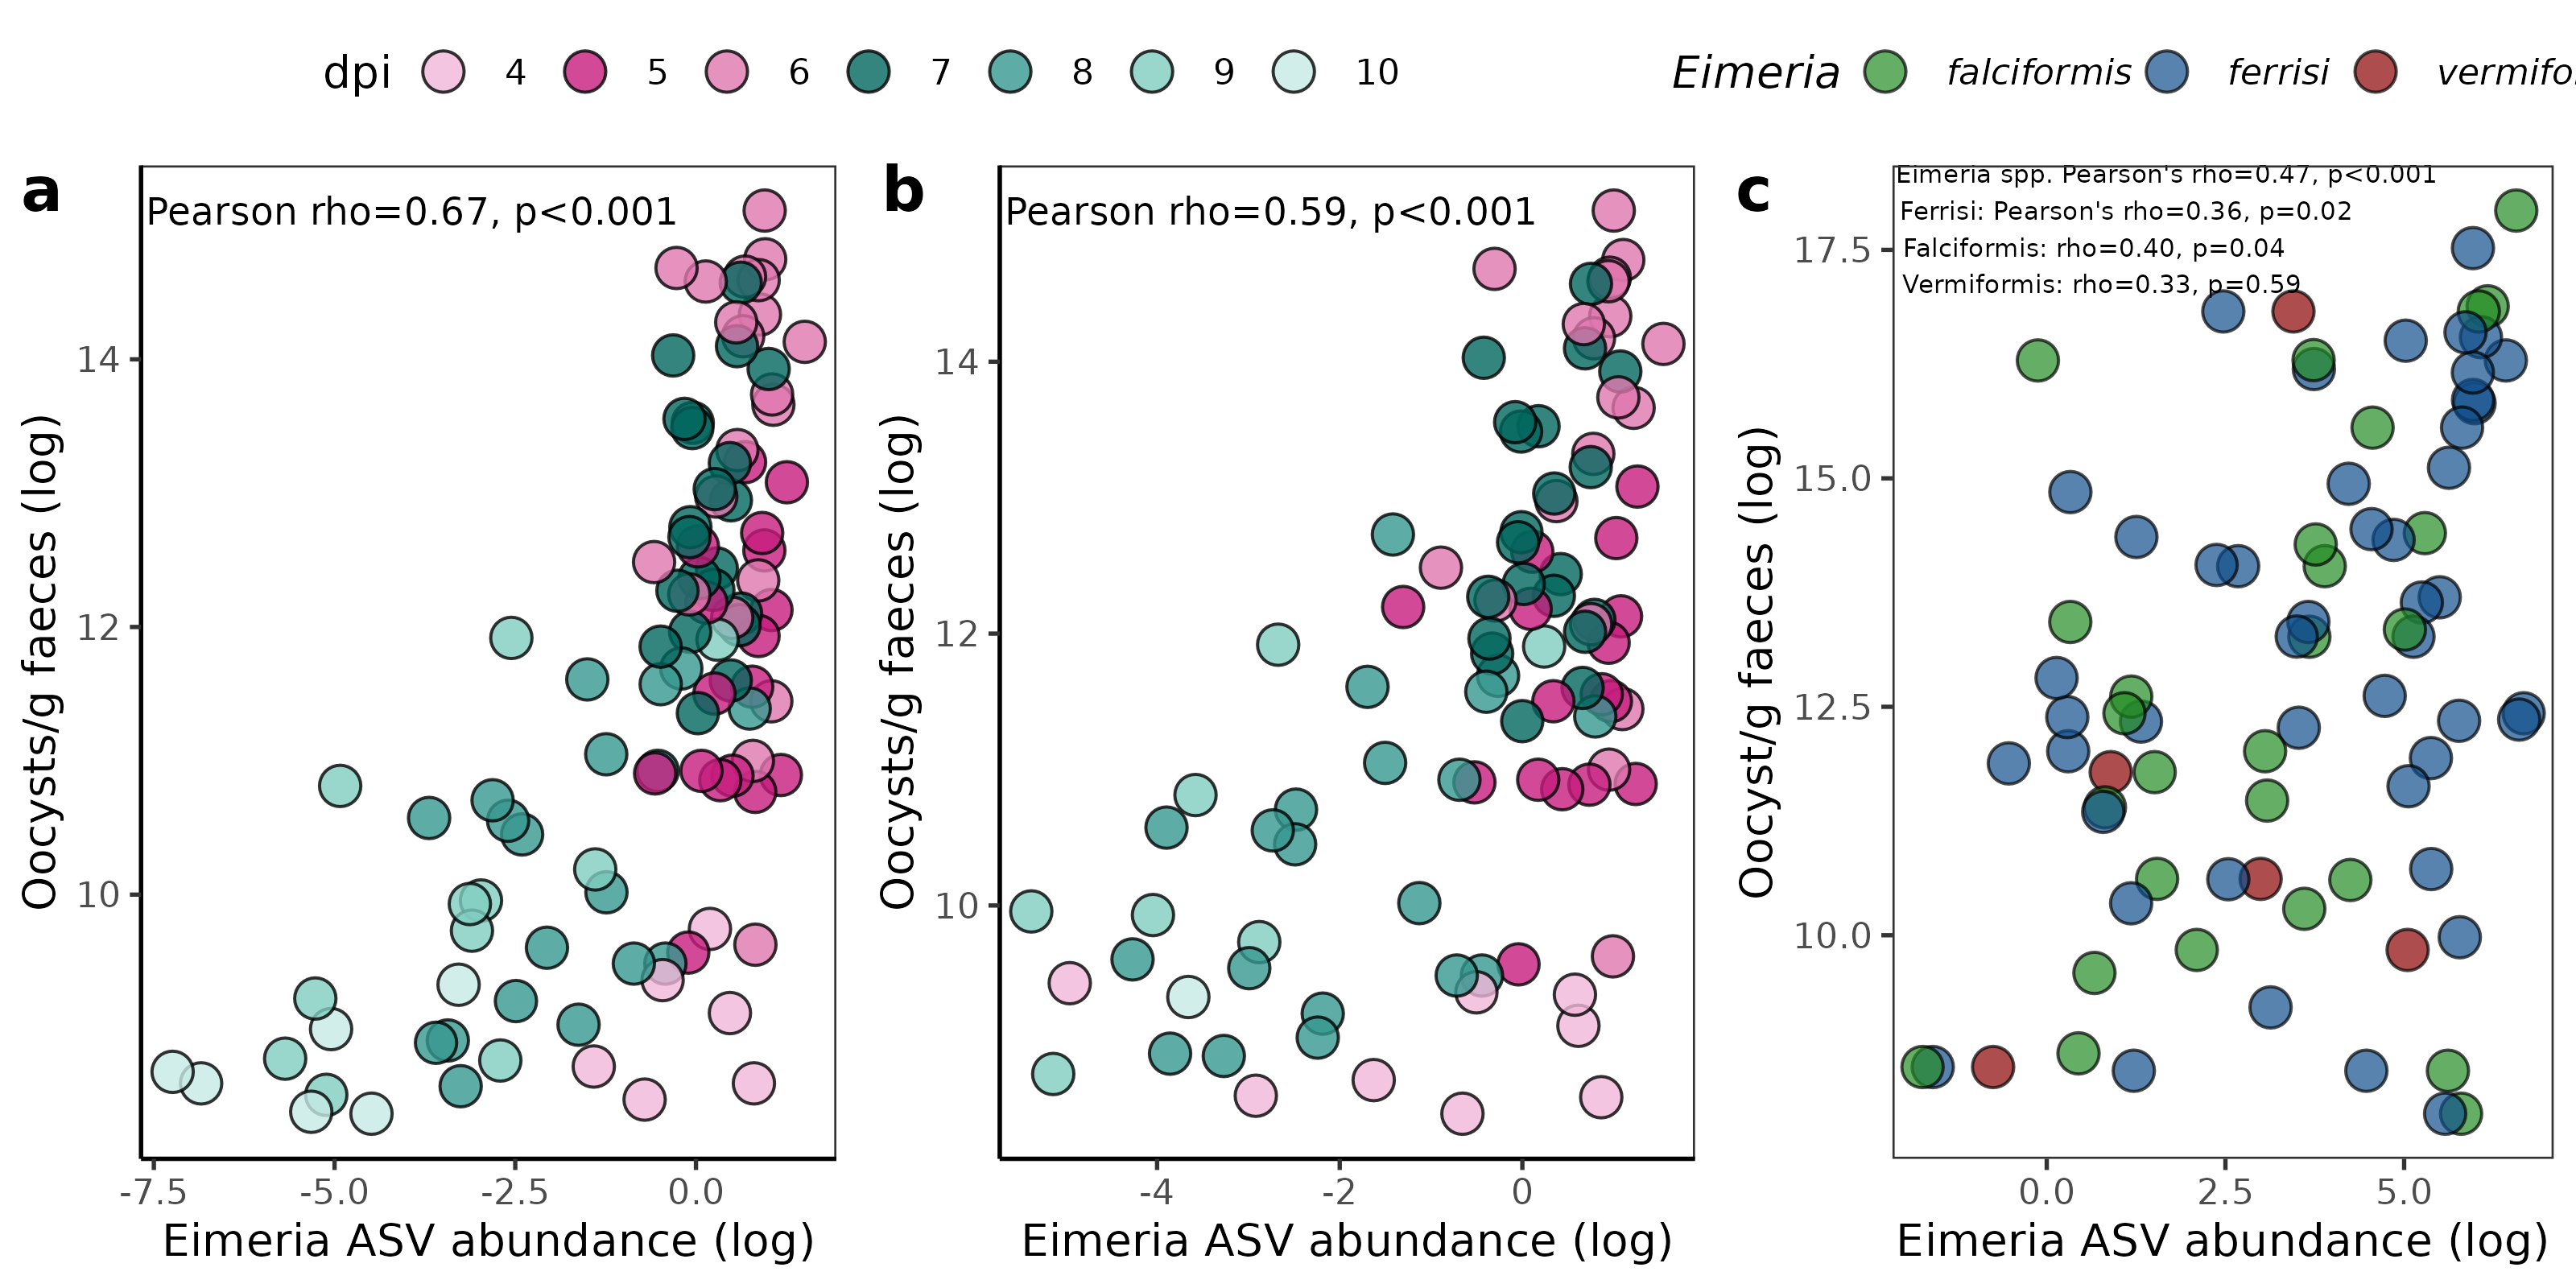 dpi 4 5 6 7 8 9 10
Eimeria falciformis ferrisi vermifo
a
Pearson rho=0.67, p<0.001
14
12
10
Oocysts/g faeces (log)
-7.5 -5.0 -2.5 0.0
Eimeria ASV abundance (log)
b
Pearson rho=0.59, p<0.001
14
12
10
Oocysts/g faeces (log)
-4 -2 0
Eimeria ASV abundance (log)
c
Eimeria spp. Pearson's rho=0.47, p<0.001
Ferrisi: Pearson's rho=0.36, p=0.02
Falciformis: rho=0.40, p=0.04
Vermiformis: rho=0.33, p=0.59
17.5
15.0
12.5
10.0
Oocyst/g faeces (log)
0.0 2.5 5.0
Eimeria ASV abundance (log)